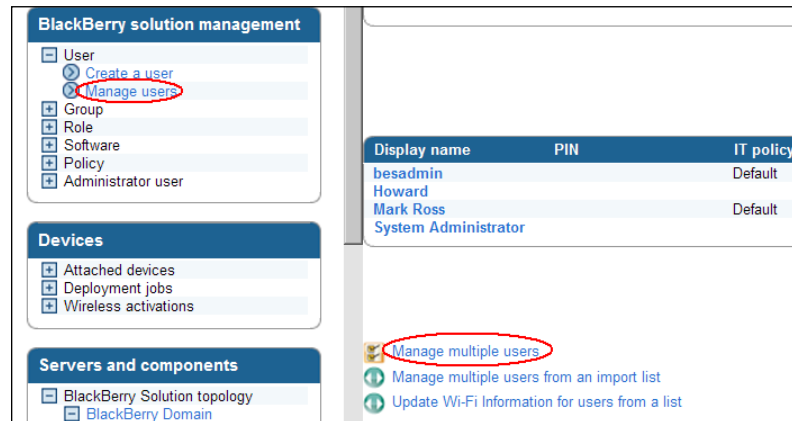 BlackBerry solution management
User
Create a user
Manage users
Group
Role
Software
Policy
Administrator user
Devices
Attached devices
Deployment jobs
Wireless activations
Servers and components
BlackBerry Solution topology
BlackBerry Domain
Display name PIN IT policy
besadmin Default
Howard
Mark Ross Default
System Administrator
Manage multiple users
Manage multiple users from an import list
Update Wi-Fi Information for users from a list